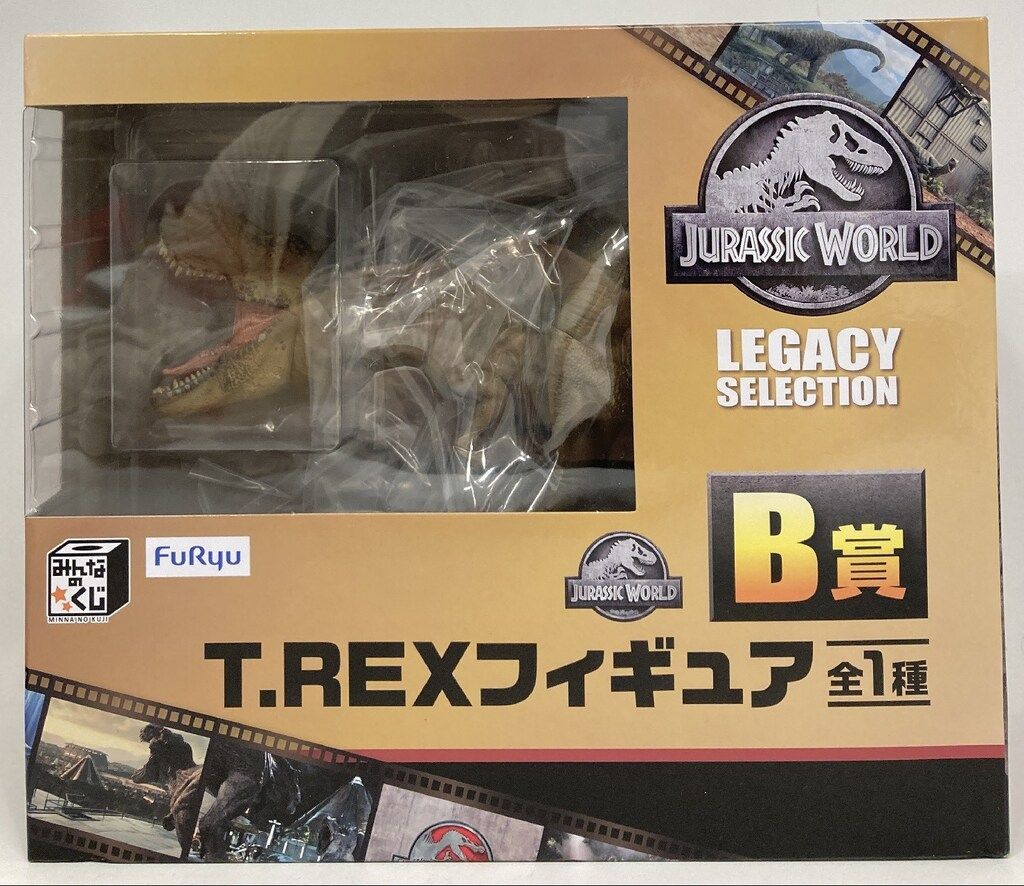 JURASSIC WORLD
LEGACY
SELECTION
B賞
みんな
の
くじ
MINNA NO KUJI
FuRyu
JURASSIC WORLD
T.REXフィギュア 全1種